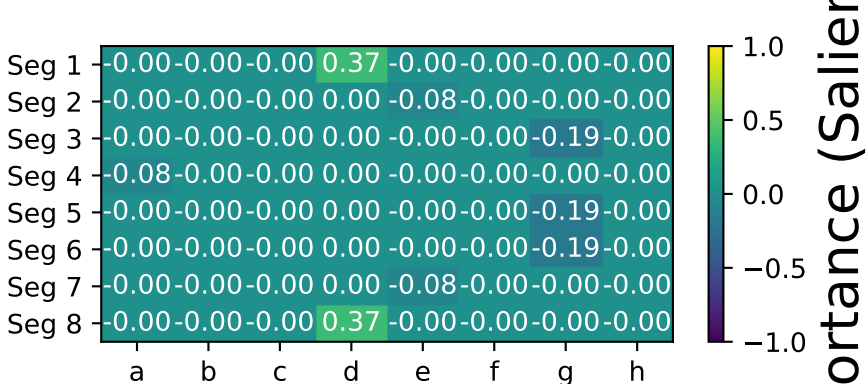 Seg 1 -0.00 -0.00 -0.00 0.37 -0.00 -0.00 -0.00 -0.00
Seg 2 -0.00 -0.00 -0.00 0.00 -0.08 -0.00 -0.00 -0.00
Seg 3 -0.00 -0.00 -0.00 0.00 -0.00 -0.00 -0.19 -0.00
Seg 4 -0.08 -0.00 -0.00 0.00 -0.00 -0.00 -0.00 -0.00
Seg 5 -0.00 -0.00 -0.00 0.00 -0.00 -0.00 -0.19 -0.00
Seg 6 -0.00 -0.00 -0.00 0.00 -0.00 -0.00 -0.19 -0.00
Seg 7 -0.00 -0.00 -0.00 0.00 -0.08 -0.00 -0.00 -0.00
Seg 8 -0.00 -0.00 -0.00 0.37 -0.00 -0.00 -0.00 -0.00
a b c d e f g h
1.0
0.5
0.0
−0.5
−1.0
ortance (Salien